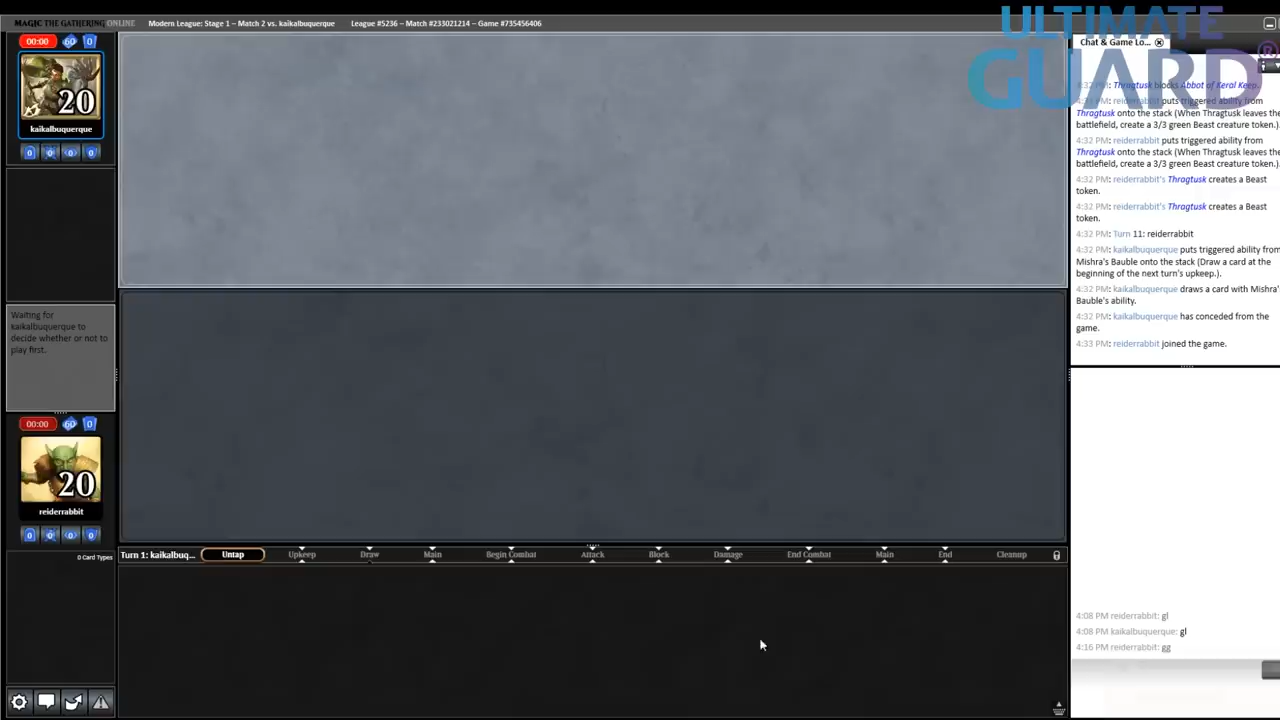 MAGIC THE GATHERING ONLINE
Modern League: Stage 1 – Match 2 vs. kaikalbuquerque
League #5236 – Match #233021214 – Game #735456406
ULTIMATE
GUARD®
00:00 60 0
20
kaikalbuquerque
0 0 0 0
Waiting for
kaikalbuquerque to
decide whether or not to
play first.
00:00 60 0
20
reiderrabbit
0 0 0 0
0 Card Types
Turn 1: kaikalbuq... Untap Upkeep Draw Main Begin Combat Attack Block Damage End Combat Main End Cleanup
Chat & Game Lo...
4:32 PM: Thragtusk blocks Abbot of Keral Keep.
reiderrabbit puts triggered ability from
Thragtusk onto the stack (When Thragtusk leaves the
battlefield, create a 3/3 green Beast creature token.).
4:32 PM: reiderrabbit puts triggered ability from
Thragtusk onto the stack (When Thragtusk leaves the
battlefield, create a 3/3 green Beast creature token.).
4:32 PM: reiderrabbit's Thragtusk creates a Beast
token.
4:32 PM: reiderrabbit's Thragtusk creates a Beast
token.
4:32 PM: Turn 11: reiderrabbit
4:32 PM: kaikalbuquerque puts triggered ability from
Mishra's Bauble onto the stack (Draw a card at the
beginning of the next turn's upkeep.).
4:32 PM: kaikalbuquerque draws a card with Mishra's
Bauble's ability.
4:32 PM: kaikalbuquerque has conceded from the
game.
4:33 PM: reiderrabbit joined the game.
4:08 PM reiderrabbit: gl
4:08 PM kaikalbuquerque: gl
4:16 PM reiderrabbit: gg